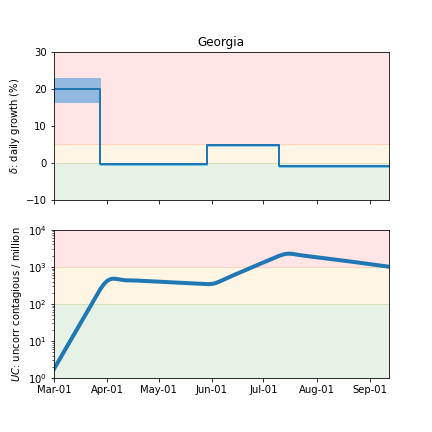 Georgia
30
20
10
0
−10
δ: daily growth (%)
10⁴
10³
10²
10¹
10⁰
UC: uncorr contagious / million
Mar-01 Apr-01 May-01 Jun-01 Jul-01 Aug-01 Sep-01